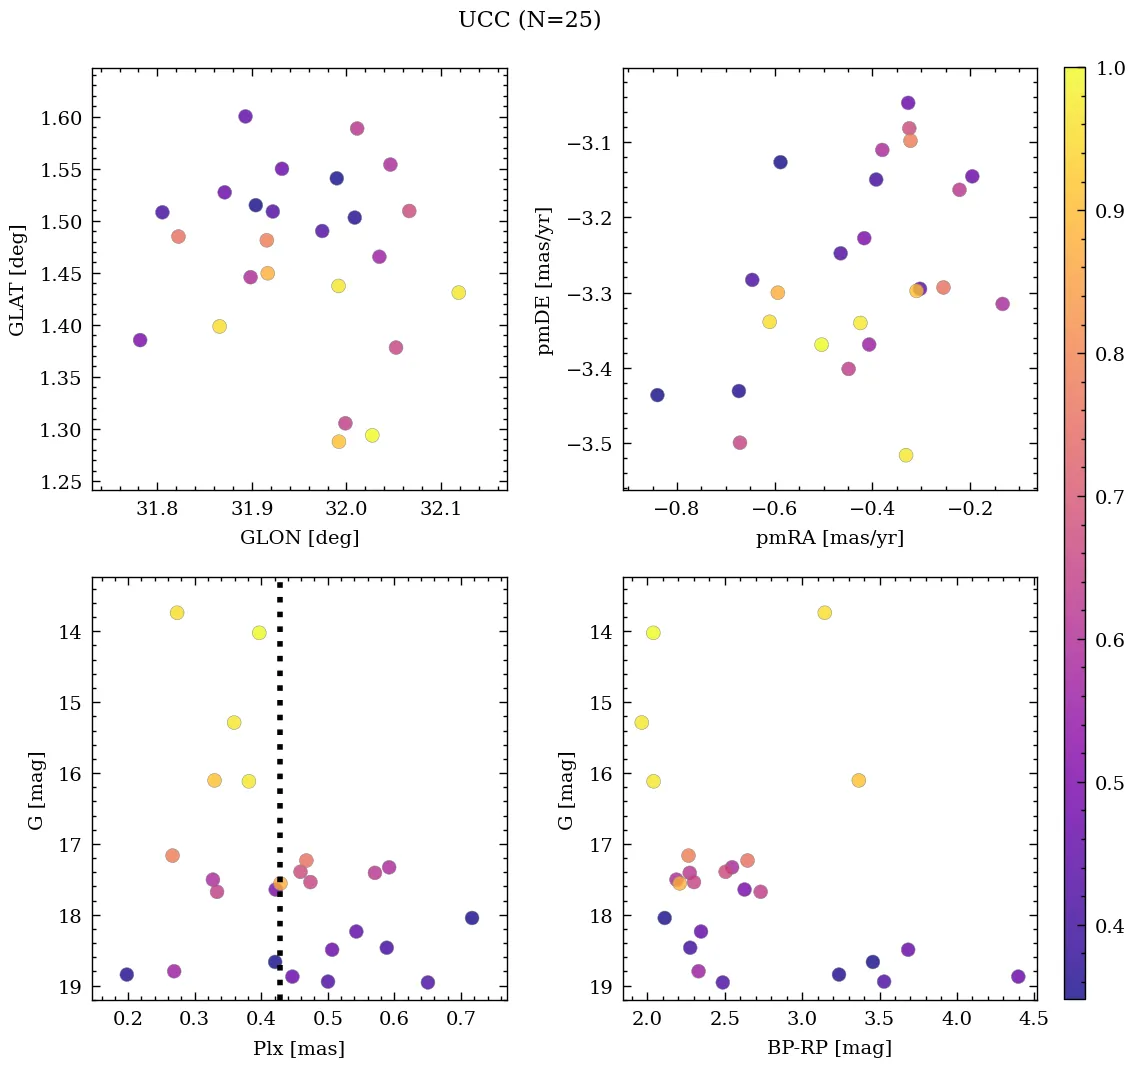 UCC (N=25)
1.60
1.55
1.50
1.45
1.40
1.35
1.30
1.25
GLAT [deg]
31.8 31.9 32.0 32.1
GLON [deg]
−3.1
−3.2
−3.3
−3.4
−3.5
pmDE [mas/yr]
−0.8 −0.6 −0.4 −0.2
pmRA [mas/yr]
14
15
16
17
18
19
G [mag]
0.2 0.3 0.4 0.5 0.6 0.7
Plx [mas]
14
15
16
17
18
19
G [mag]
2.0 2.5 3.0 3.5 4.0 4.5
BP-RP [mag]
1.0
0.9
0.8
0.7
0.6
0.5
0.4